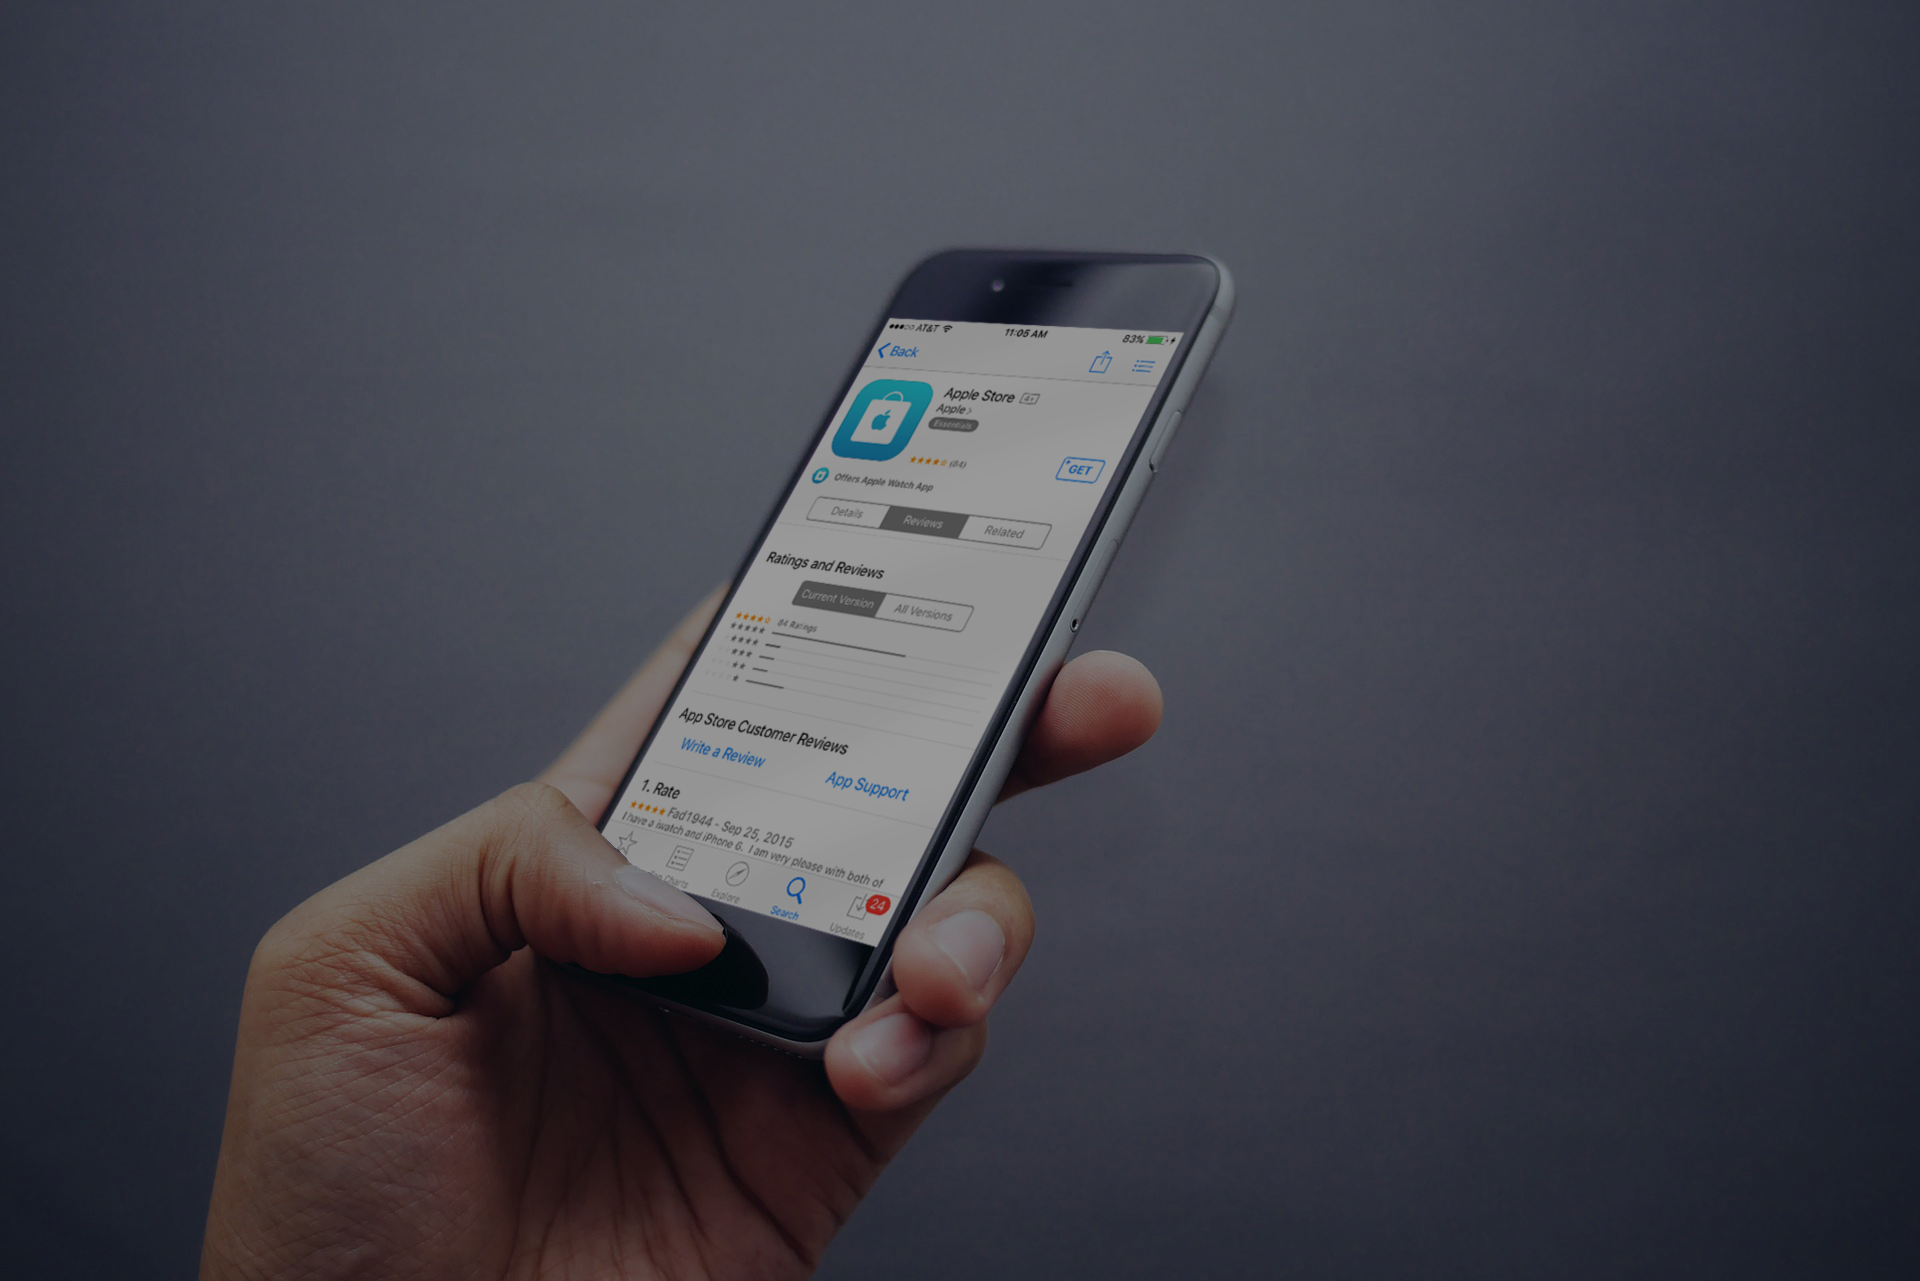 AT&T 11:05 AM 83%
Back
Apple Store 4+
Apple >
Essentials
(84)
+GET
Offers Apple Watch App
Details Reviews Related
Ratings and Reviews
Current Version All Versions
84 Ratings
App Store Customer Reviews
Write a Review App Support
1. Rate
Fad1944 - Sep 25, 2015
I have a iwatch and iPhone 6. I am very please with both of
Charts Explore Search Updates 24